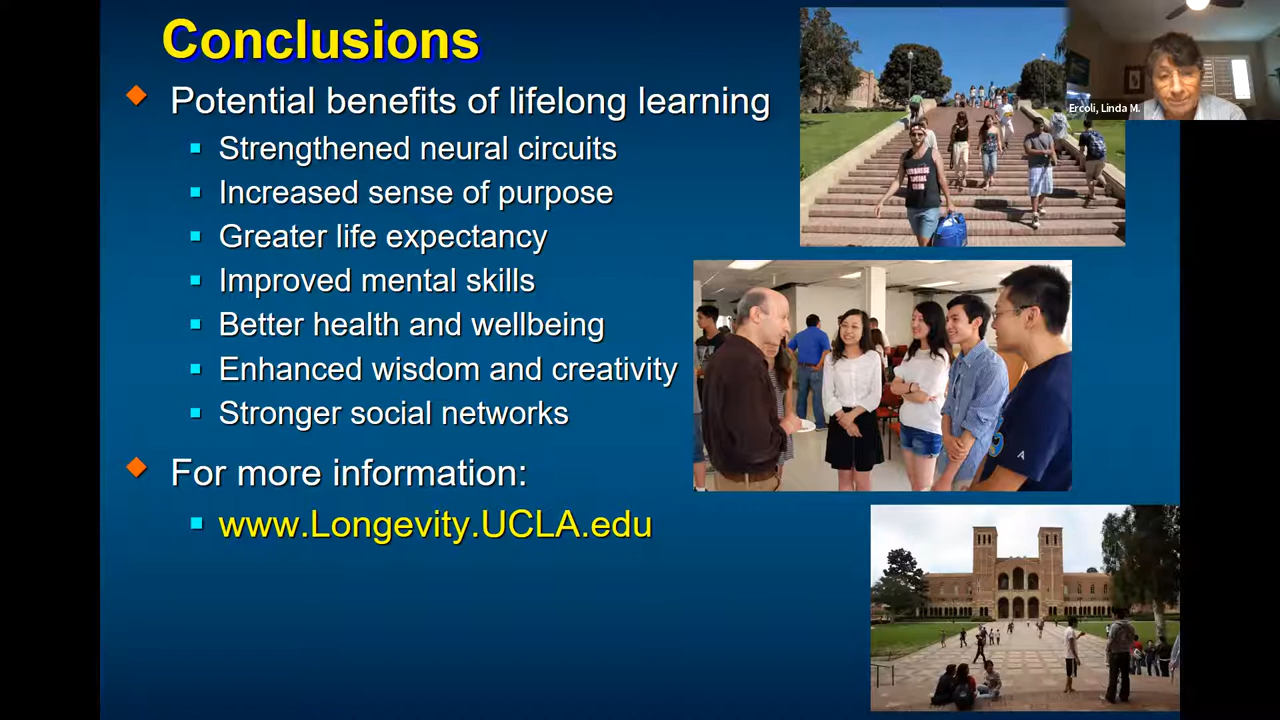 Conclusions
Potential benefits of lifelong learning
Strengthened neural circuits
Increased sense of purpose
Greater life expectancy
Improved mental skills
Better health and wellbeing
Enhanced wisdom and creativity
Stronger social networks
For more information:
www.Longevity.UCLA.edu
Ercoli, Linda M.